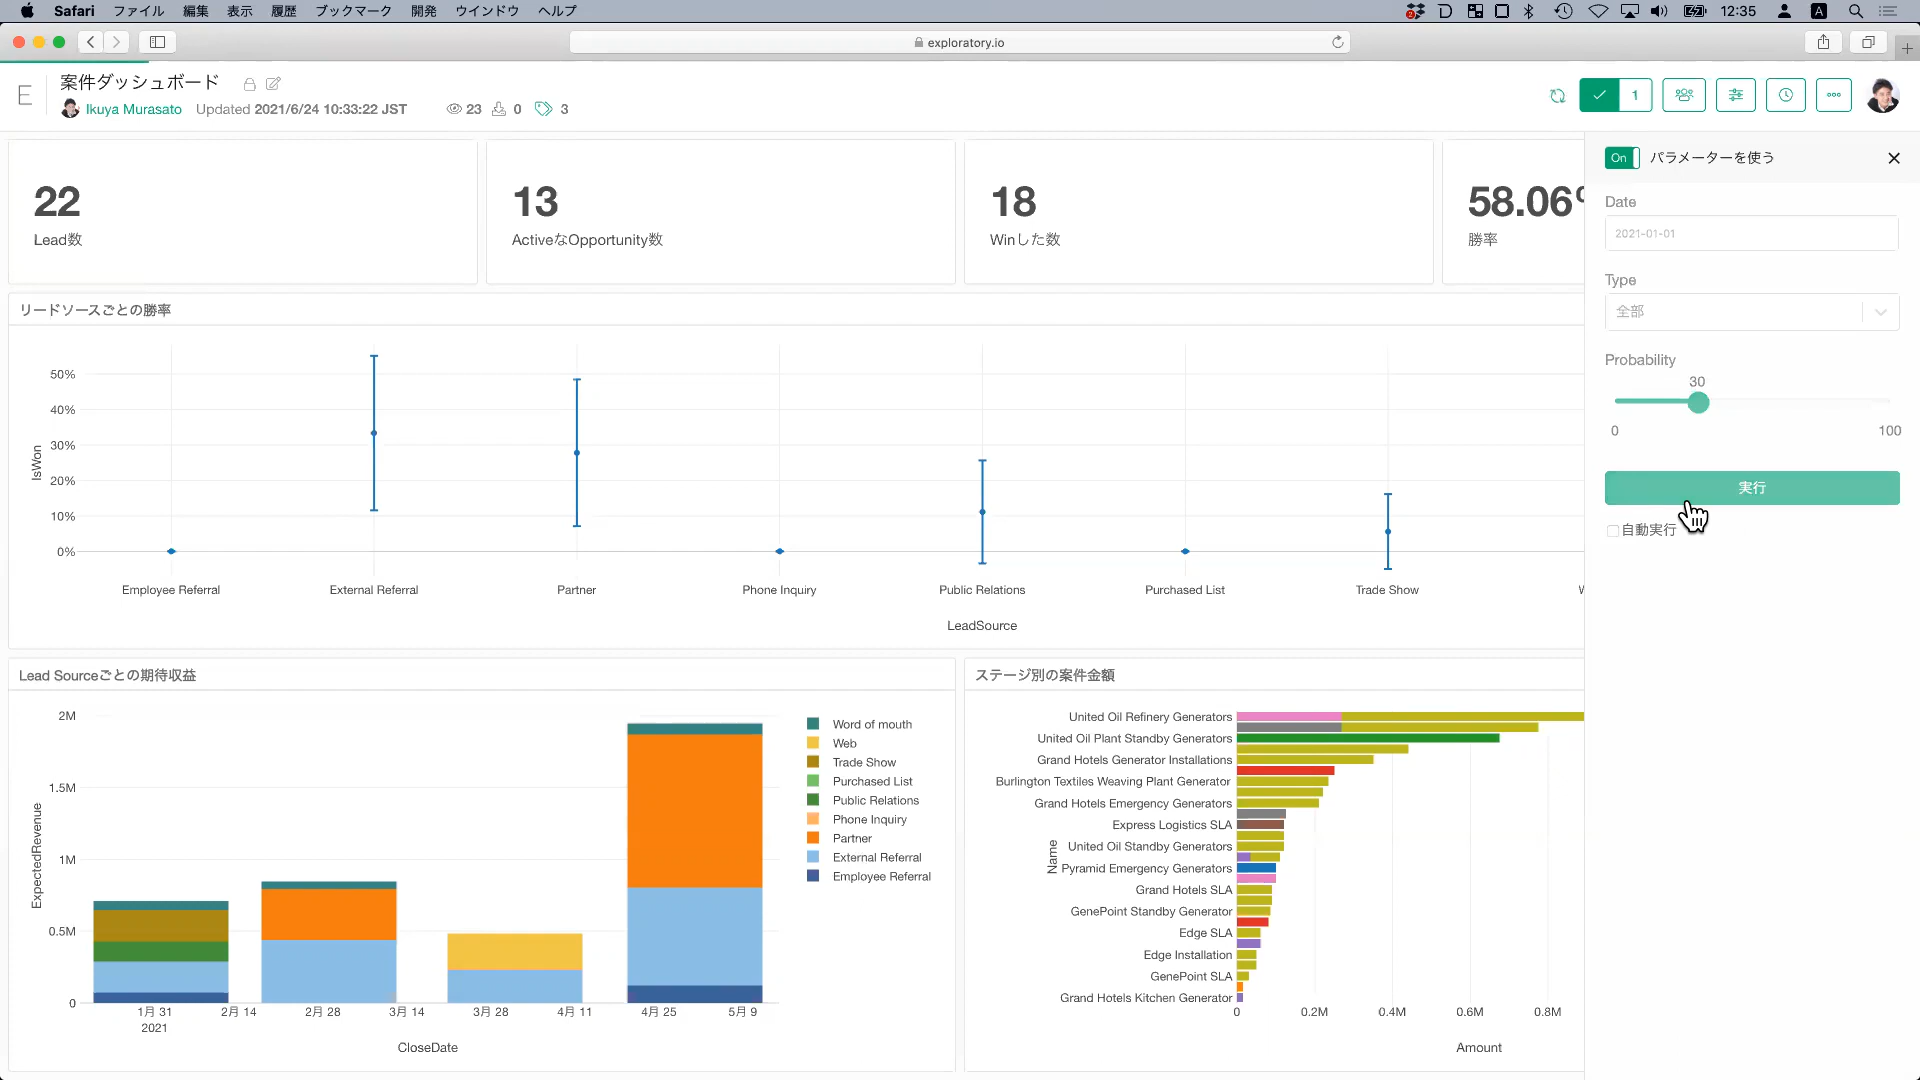 Safari ファイル 編集 表示 履歴 ブックマーク 開発 ウインドウ ヘルプ 12:35 A
exploratory.io
E 案件ダッシュボード
Ikuya Murasato Updated 2021/6/24 10:33:22 JST 23 0 3
1
22
Lead数
13
ActiveなOpportunity数
18
Winした数
58.06
勝率
On パラメーターを使う
Date
2021-01-01
Type
全部
Probability
30
0 100
実行
自動実行
リードソースごとの勝率
50%
40%
30%
20%
10%
0%
IsWon
Employee Referral External Referral Partner Phone Inquiry Public Relations Purchased List Trade Show
LeadSource
Lead Sourceごとの期待収益
2M
1.5M
1M
0.5M
0
ExpectedRevenue
1月 31 2月 14 2月 28 3月 14 3月 28 4月 11 4月 25 5月 9
2021
CloseDate
Word of mouth
Web
Trade Show
Purchased List
Public Relations
Phone Inquiry
Partner
External Referral
Employee Referral
ステージ別の案件金額
United Oil Refinery Generators
United Oil Plant Standby Generators
Grand Hotels Generator Installations
Burlington Textiles Weaving Plant Generator
Grand Hotels Emergency Generators
Express Logistics SLA
United Oil Standby Generators
Pyramid Emergency Generators
Grand Hotels SLA
GenePoint Standby Generator
Edge SLA
Edge Installation
GenePoint SLA
Grand Hotels Kitchen Generator
Name
0 0.2M 0.4M 0.6M 0.8M
Amount